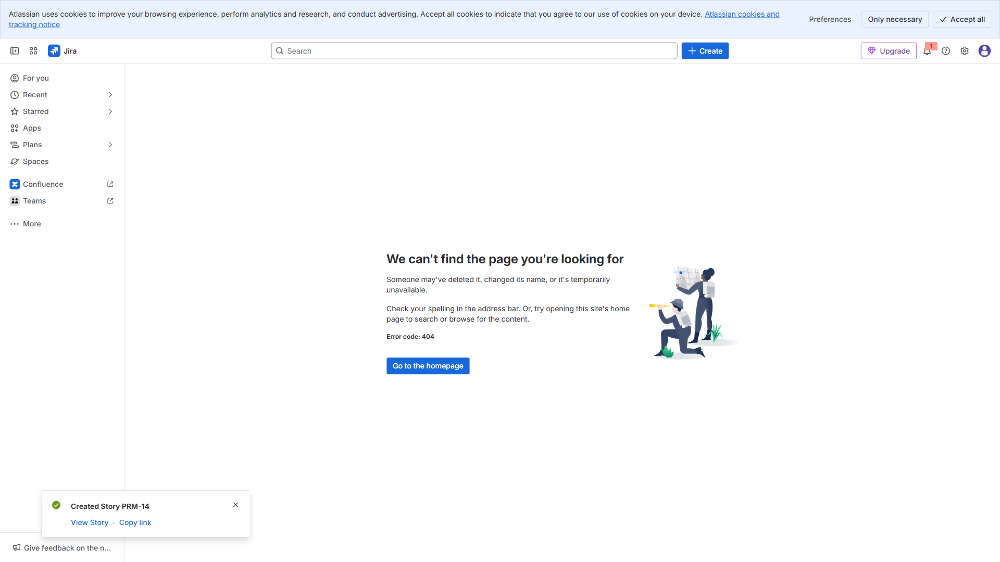 Atlassian uses cookies to improve your browsing experience, perform analytics and research, and conduct advertising. Accept all cookies to indicate that you agree to our use of cookies on your device. Atlassian cookies and
tracking notice
Preferences
Only necessary
Accept all
Jira
Search
Create
Upgrade
1
For you
Recent
Starred
Apps
Plans
Spaces
Confluence
Teams
More
We can't find the page you're looking for
Someone may've deleted it, changed its name, or it's temporarily
unavailable.
Check your spelling in the address bar. Or, try opening this site's home
page to search or browse for the content.
Error code: 404
Go to the homepage
Created Story PRM-14
View Story · Copy link
Give feedback on the n...